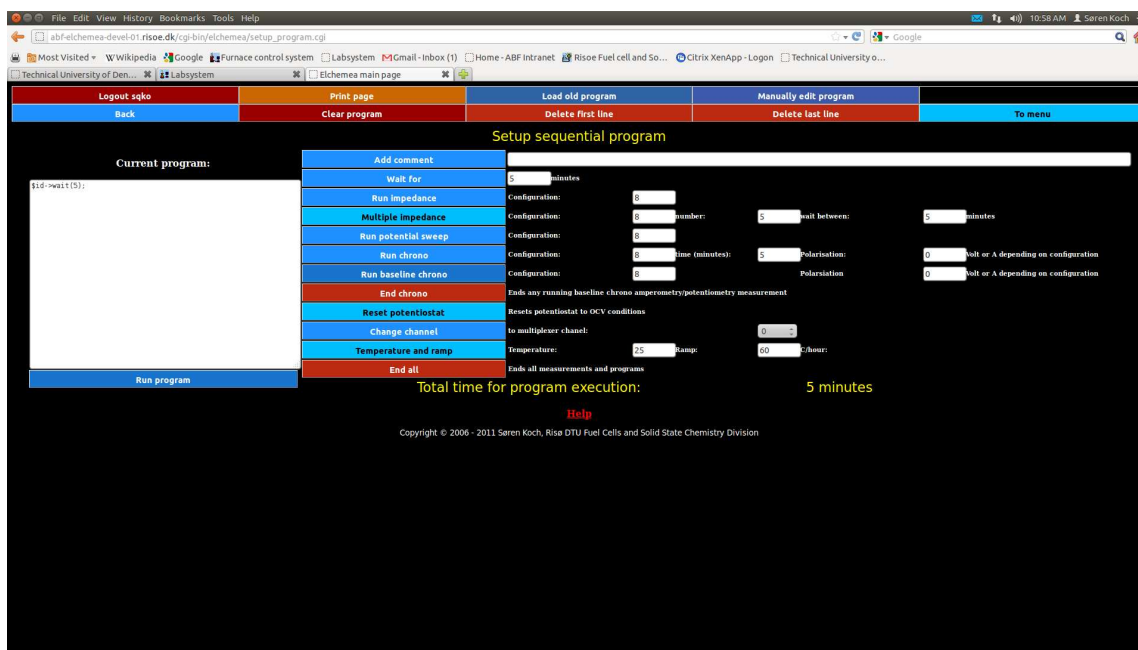 File Edit View History Bookmarks Tools Help 10:58 AM Søren Koch
abf-elchemea-devel-01.risoe.dk/cgi-bin/elchemea/setup_program.cgi Google
Most Visited Wikipedia Google Furnace control system Labsystem Gmail - Inbox (1) Home - ABF Intranet Risoe Fuel cell and So... Citrix XenApp - Logon Technical University o...
Technical University of Den... Labsystem Elchemea main page
Logout sqko Print page Load old program Manually edit program
Back Clear program Delete first line Delete last line To menu
Setup sequential program
Current program:
$id->wait(5);
Run program
Add comment
Wait for 5 minutes
Run impedance Configuration: 8
Multiple impedance Configuration: 8 number: 5 wait between: 5 minutes
Run potential sweep Configuration: 8
Run chrono Configuration: 8 time (minutes): 5 Polarisation: 0 Volt or A depending on configuration
Run baseline chrono Configuration: 8 Polarsiation 0 Volt or A depending on configuration
End chrono Ends any running baseline chrono amperometry/potentiometry measurement
Reset potentiostat Resets potentiostat to OCV conditions
Change channel to multiplexer chanel: 0
Temperature and ramp Temperature: 25 Ramp: 60 C/hour:
End all Ends all measurements and programs
Total time for program execution: 5 minutes
Help
Copyright © 2006 - 2011 Søren Koch, Risø DTU Fuel Cells and Solid State Chemistry Division